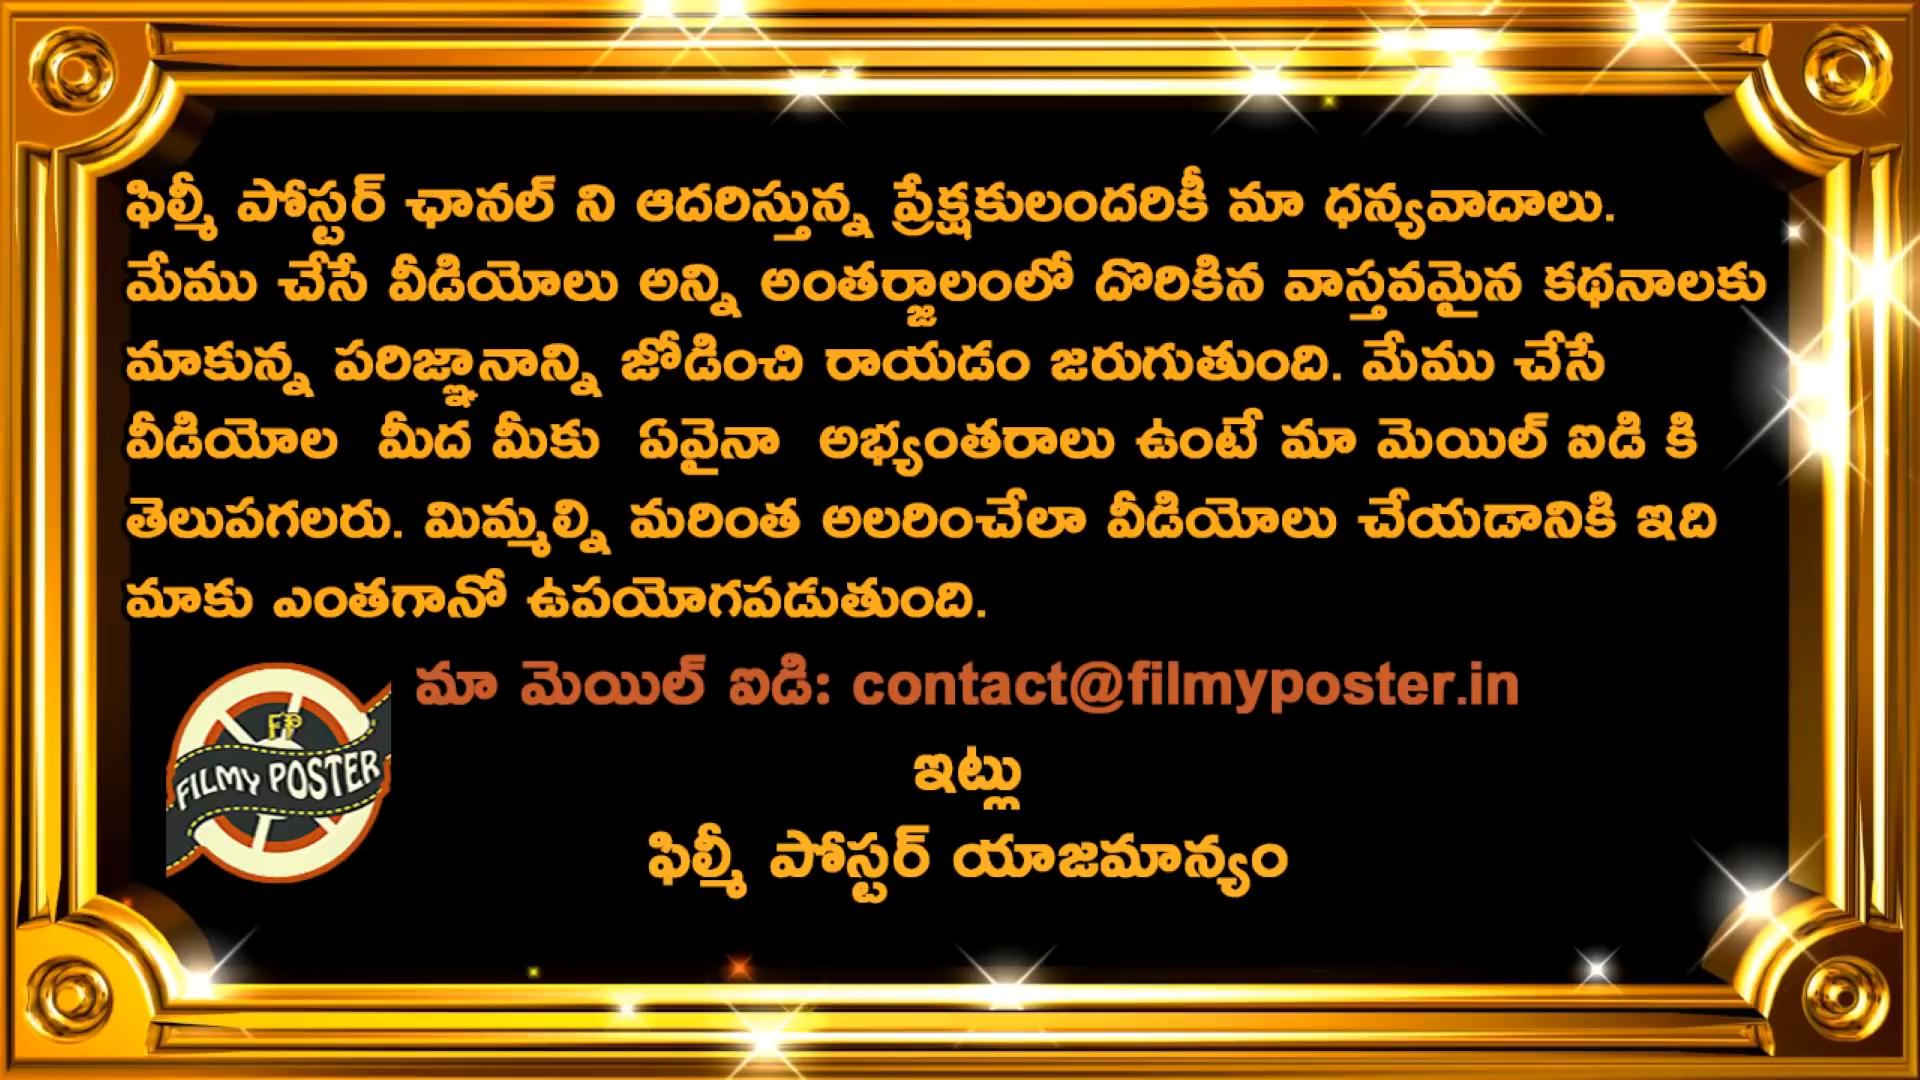 ఫిల్మీ పోస్టర్ ఛానల్ ని ఆదరిస్తున్న ప్రేక్షకులందరికీ మా ధన్యవాదాలు.
మేము చేసే వీడియోలు అన్ని అంతర్జాలంలో దొరికిన వాస్తవమైన కథనాలకు
మాకున్న పరిజ్ఞానాన్ని జోడించి రాయడం జరుగుతుంది. మేము చేసే
వీడియోల మీద మీకు ఏవైనా అభ్యంతరాలు ఉంటే మా మెయిల్ ఐడి కి
తెలుపగలరు. మిమ్మల్ని మరింత అలరించేలా వీడియోలు చేయడానికి ఇది
మాకు ఎంతగానో ఉపయోగపడుతుంది.
మా మెయిల్ ఐడి: contact@filmyposter.in
FP
FILMY POSTER
ఇట్లు
ఫిల్మీ పోస్టర్ యాజమాన్యం